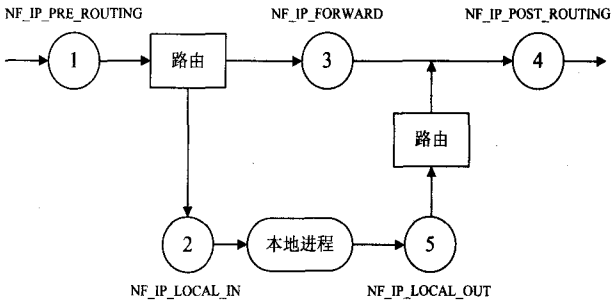 NF_IP_PRE_ROUTING
NF_IP_FORWARD
NF_IP_POST_ROUTING
1
路由
3
4
路由
2
本地进程
5
NF_IP_LOCAL_IN
NF_IP_LOCAL_OUT